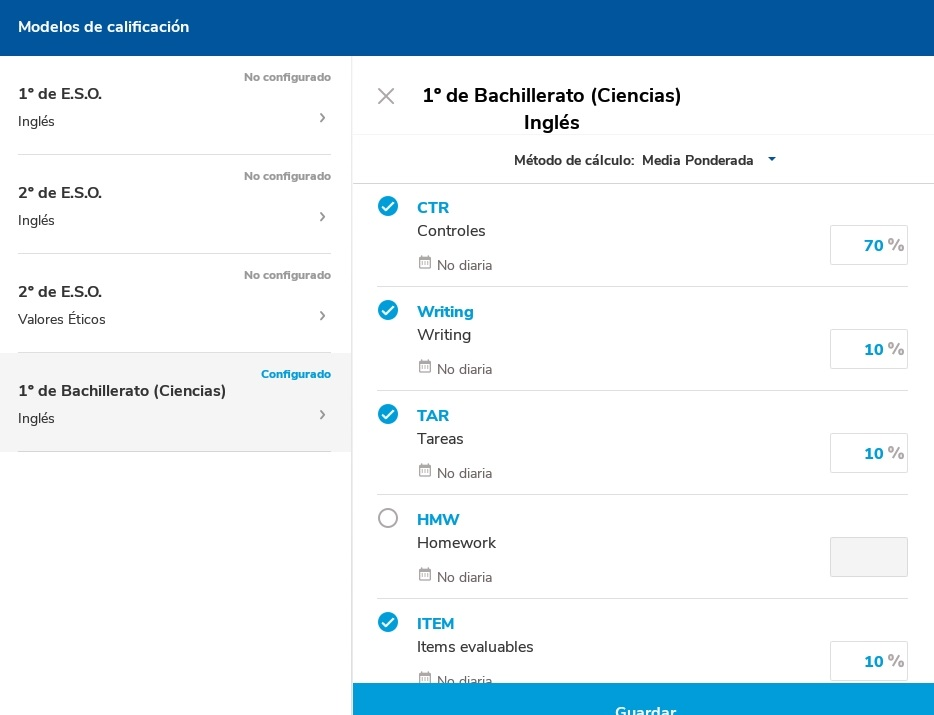 Modelos de calificación
No configurado
1º de E.S.O.
Inglés
No configurado
2º de E.S.O.
Inglés
No configurado
2º de E.S.O.
Valores Éticos
Configurado
1º de Bachillerato (Ciencias)
Inglés
1º de Bachillerato (Ciencias)
Inglés
Método de cálculo: Media Ponderada
CTR
Controles
70 %
No diaria
Writing
Writing
10 %
No diaria
TAR
Tareas
10 %
No diaria
HMW
Homework
No diaria
ITEM
Items evaluables
10 %
No diaria
Guardar